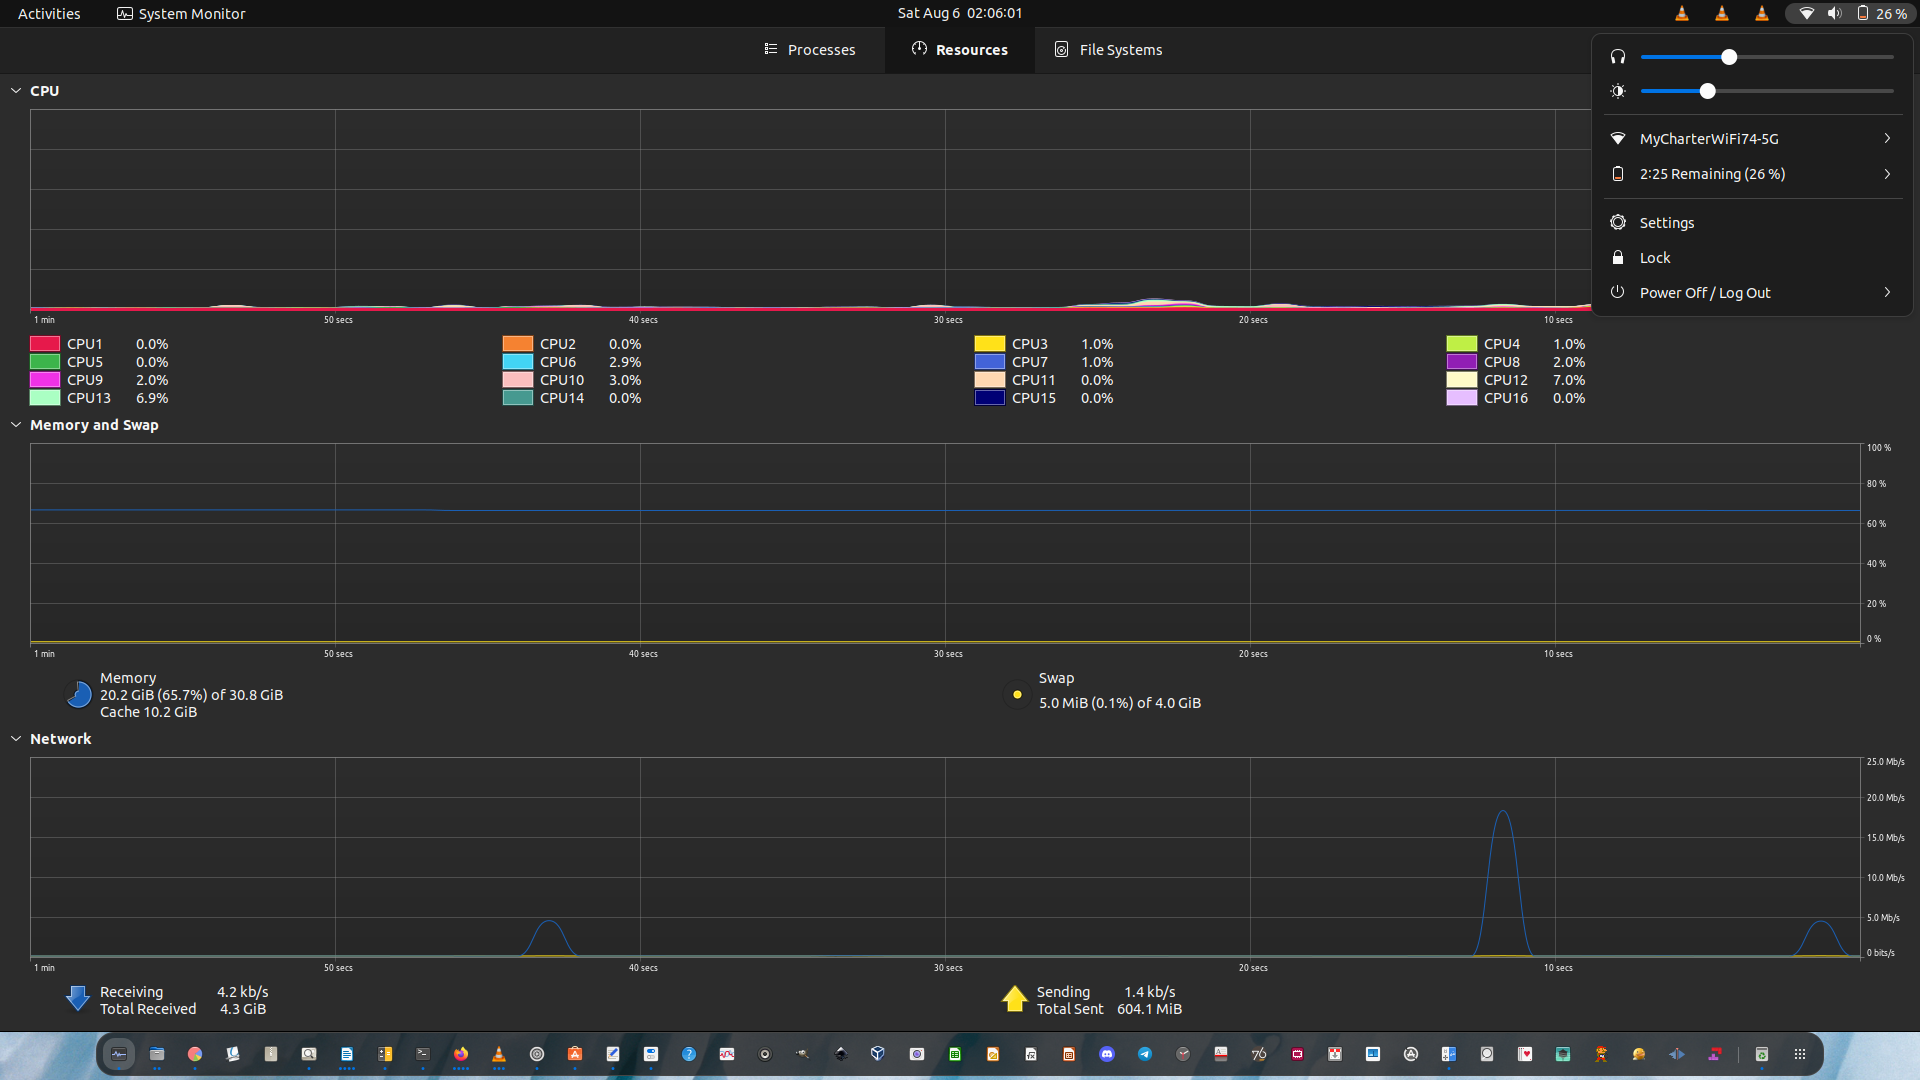 Activities System Monitor Sat Aug 6 02:06:01 26 %
Processes Resources File Systems
CPU
1 min 50 secs 40 secs 30 secs 20 secs 10 secs
CPU1 0.0% CPU2 0.0% CPU3 1.0% CPU4 1.0%
CPU5 0.0% CPU6 2.9% CPU7 1.0% CPU8 2.0%
CPU9 2.0% CPU10 3.0% CPU11 0.0% CPU12 7.0%
CPU13 6.9% CPU14 0.0% CPU15 0.0% CPU16 0.0%
MyCharterWiFi74-5G
2:25 Remaining (26 %)
Settings
Lock
Power Off / Log Out
Memory and Swap
100 %
80 %
60 %
40 %
20 %
0 %
1 min 50 secs 40 secs 30 secs 20 secs 10 secs
Memory
20.2 GiB (65.7%) of 30.8 GiB
Cache 10.2 GiB
Swap
5.0 MiB (0.1%) of 4.0 GiB
Network
25.0 Mb/s
20.0 Mb/s
15.0 Mb/s
10.0 Mb/s
5.0 Mb/s
0 bits/s
1 min 50 secs 40 secs 30 secs 20 secs 10 secs
Receiving 4.2 kb/s
Total Received 4.3 GiB
Sending 1.4 kb/s
Total Sent 604.1 MiB